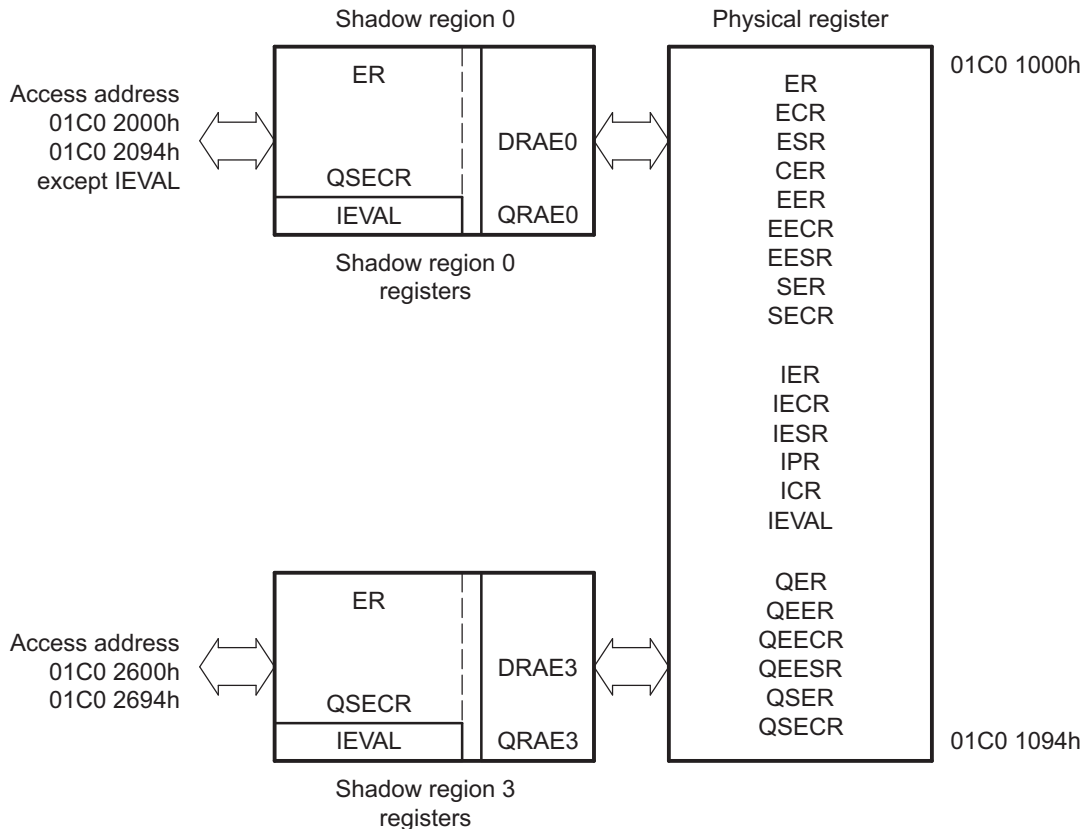 Shadow region 0
Access address
01C0 2000h
01C0 2094h
except IEVAL
ER
QSECR
IEVAL
DRAE0
QRAE0
Shadow region 0
registers
Physical register
01C0 1000h
ER
ECR
ESR
CER
EER
EECR
EESR
SER
SECR
IER
IECR
IESR
IPR
ICR
IEVAL
QER
QEER
QEECR
QEESR
QSER
QSECR
01C0 1094h
Access address
01C0 2600h
01C0 2694h
ER
QSECR
IEVAL
DRAE3
QRAE3
Shadow region 3
registers